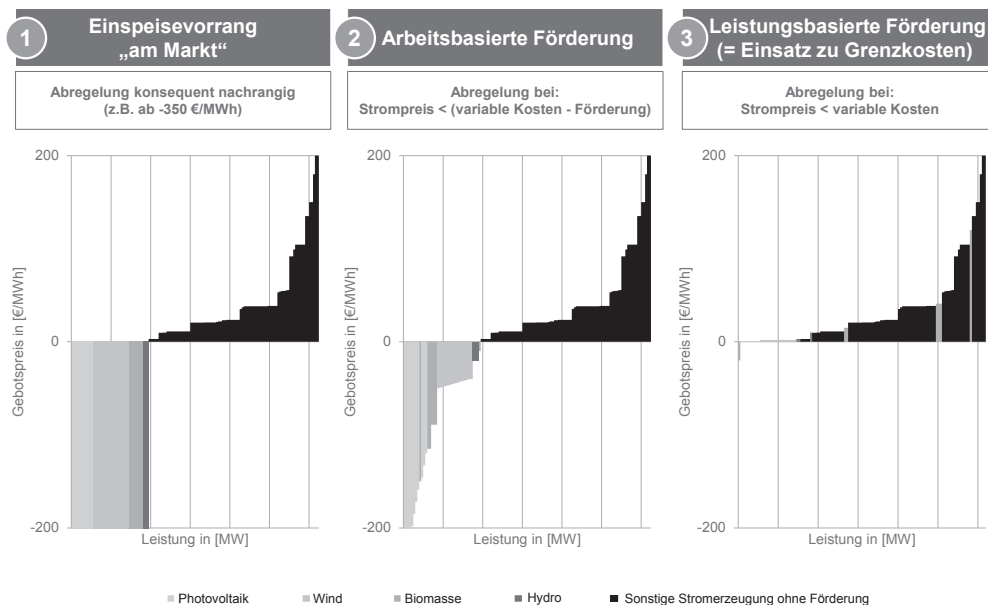 1
Einspeisevorrang
„am Markt“
Abregelung konsequent nachrangig
(z.B. ab -350 €/MWh)
200
0
-200
Gebotspreis in [€/MWh]
Leistung in [MW]
2
Arbeitsbasierte Förderung
Abregelung bei:
Strompreis < (variable Kosten - Förderung)
200
0
-200
Gebotspreis in [€/MWh]
Leistung in [MW]
3
Leistungsbasierte Förderung
(= Einsatz zu Grenzkosten)
Abregelung bei:
Strompreis < variable Kosten
200
0
-200
Gebotspreis in [€/MWh]
Leistung in [MW]
Photovoltaik
Wind
Biomasse
Hydro
Sonstige Stromerzeugung ohne Förderung